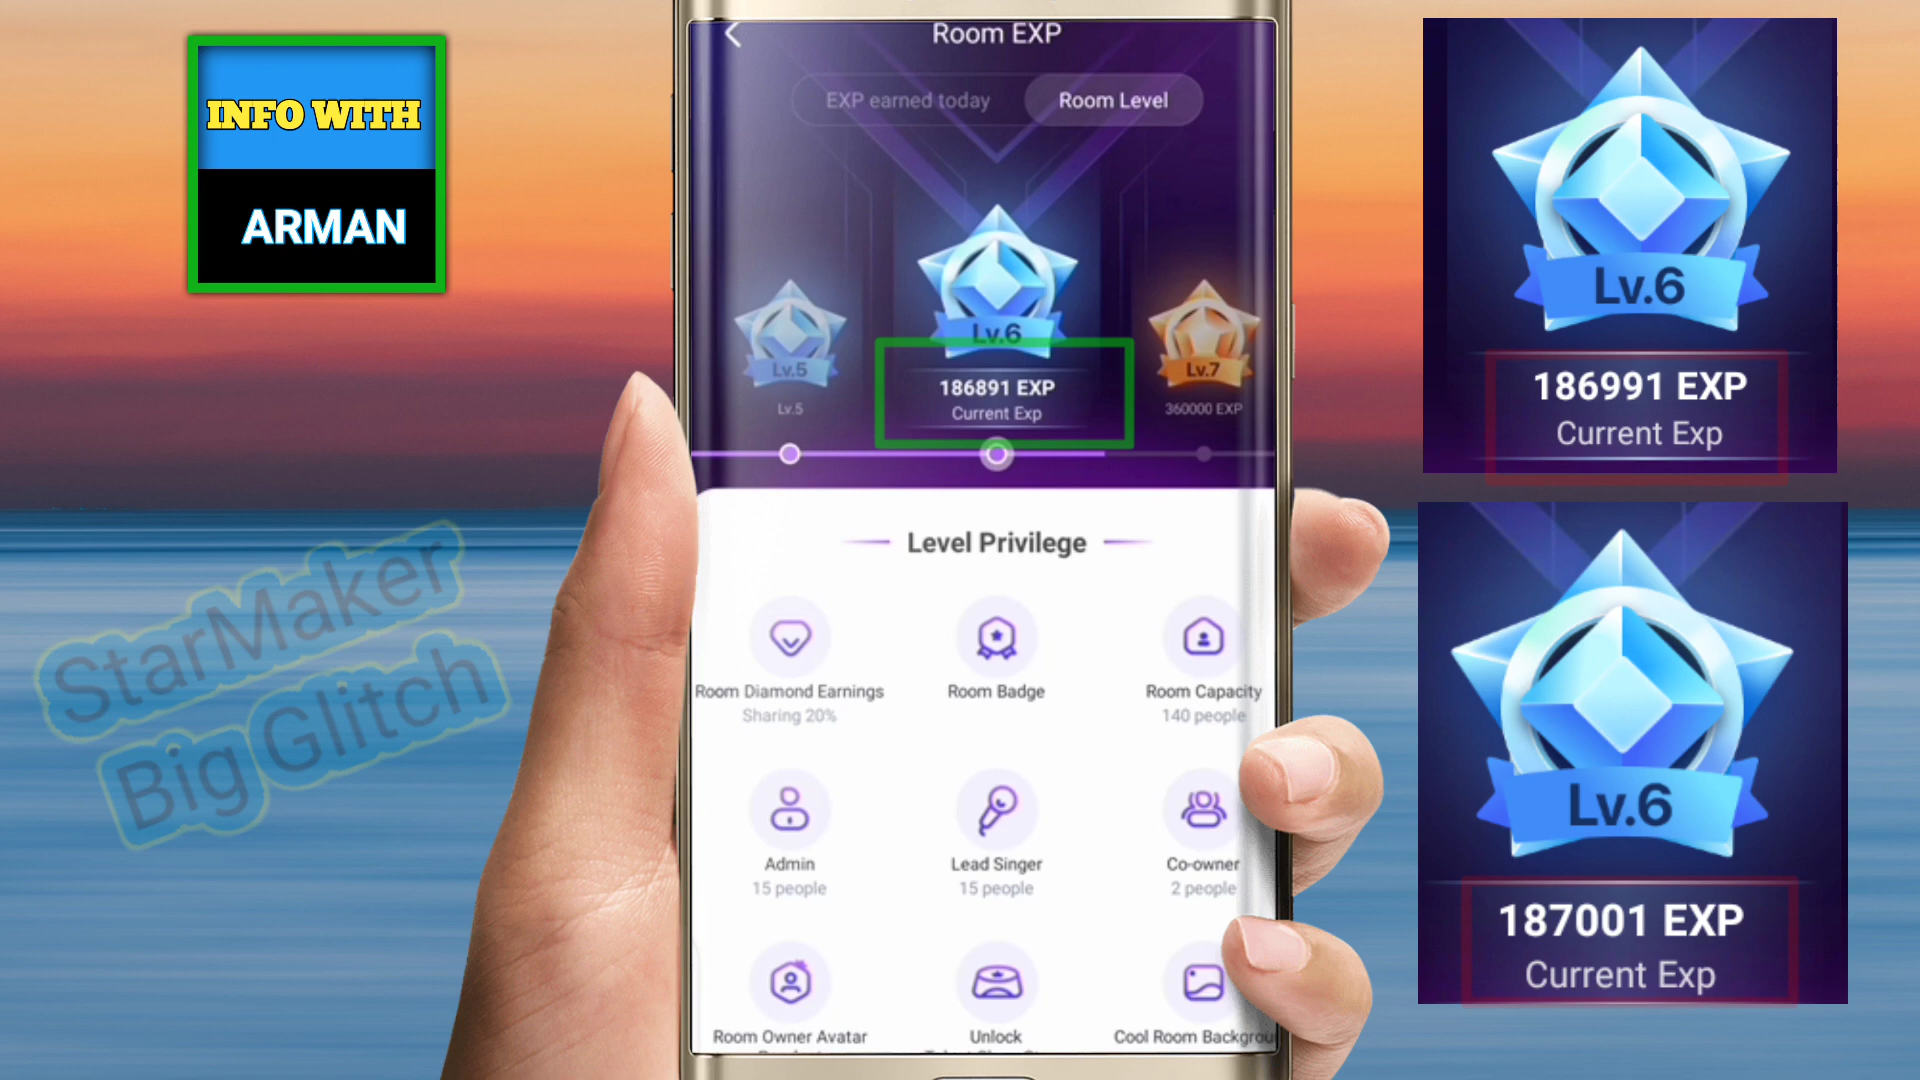 INFO WITH
ARMAN
StarMaker
Big Glitch
Room EXP
EXP earned today
Room Level
Lv.5
Lv.5
Lv.6
186891 EXP
Current Exp
Lv.7
360000 EXP
Level Privilege
Room Diamond Earnings
Sharing 20%
Room Badge
Room Capacity
140 people
Admin
15 people
Lead Singer
15 people
Co-owner
2 people
Room Owner Avatar
Unlock
Cool Room Backgrou
Lv.6
186991 EXP
Current Exp
Lv.6
187001 EXP
Current Exp